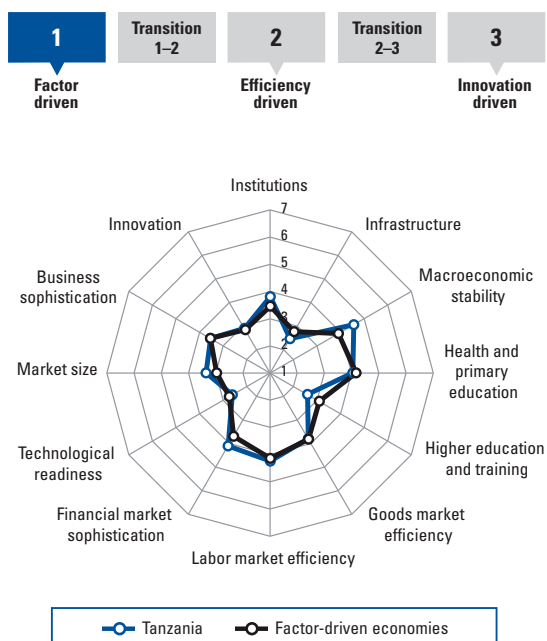 1
Transition
1–2
2
Transition
2–3
3
Factor
driven
Efficiency
driven
Innovation
driven
Institutions
Innovation
Infrastructure
Business
sophistication
Macroeconomic
stability
Market size
Health and
primary
education
Technological
readiness
Higher education
and training
Financial market
sophistication
Goods market
efficiency
Labor market efficiency
7
6
5
4
3
2
1
Tanzania
Factor-driven economies